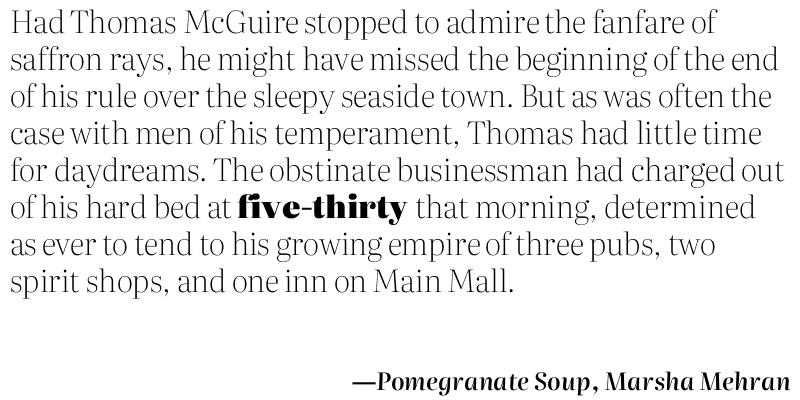 Had Thomas McGuire stopped to admire the fanfare of
saffron rays, he might have missed the beginning of the end
of his rule over the sleepy seaside town. But as was often the
case with men of his temperament, Thomas had little time
for daydreams. The obstinate businessman had charged out
of his hard bed at five-thirty that morning, determined
as ever to tend to his growing empire of three pubs, two
spirit shops, and one inn on Main Mall.
—Pomegranate Soup, Marsha Mehran